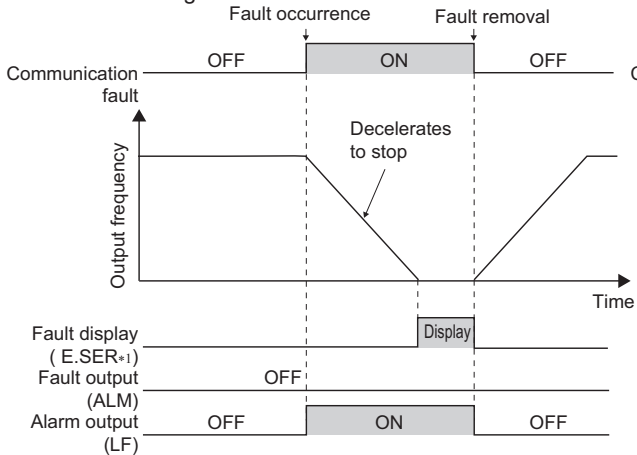 Fault occurrence
Fault removal
Communication
fault
OFF
ON
OFF
Output frequency
Decelerates
to stop
Time
Fault display
( E.SER*1)
Display
Fault output
(ALM)
OFF
Alarm output
(LF)
OFF
ON
OFF